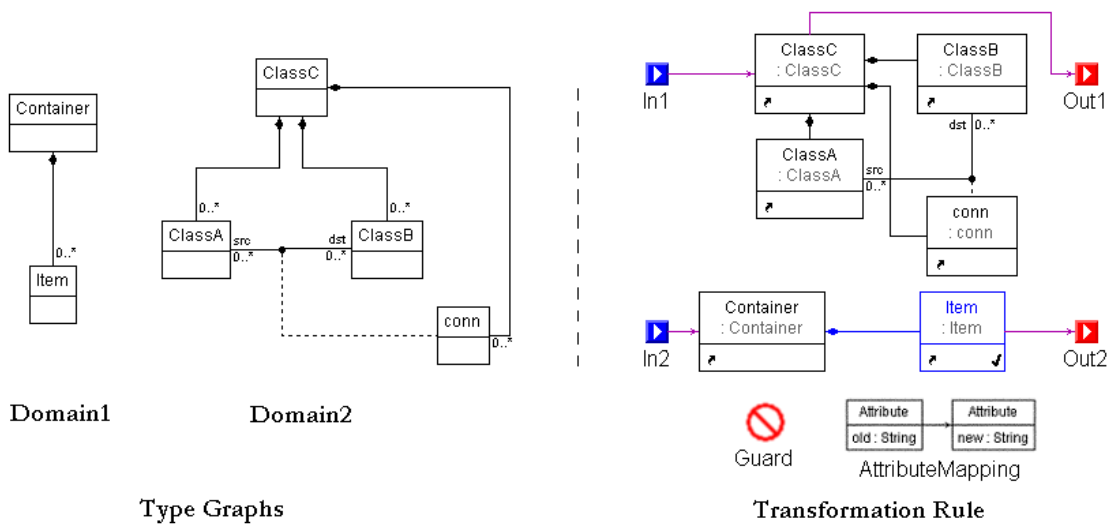 Container
0..*
Item
Domain1
ClassC
0..*
0..*
ClassA
src
dst
0..*
0..*
ClassB
conn
0..*
Domain2
Type Graphs
In1
ClassC
: ClassC
ClassB
: ClassB
Out1
dst
0..*
ClassA
: ClassA
src
0..*
conn
: conn
In2
Container
: Container
Item
: Item
Out2
Guard
Attribute
old : String
Attribute
new : String
AttributeMapping
Transformation Rule